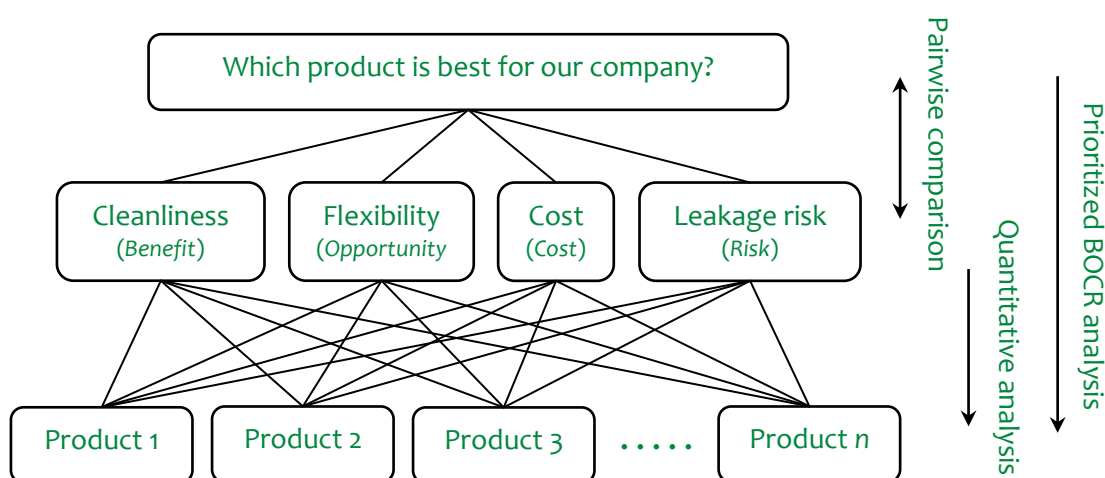 Which product is best for our company?
Cleanliness
(Benefit)
Flexibility
(Opportunity
Cost
(Cost)
Leakage risk
(Risk)
Product 1
Product 2
Product 3
.....
Product n
Pairwise comparison
Quantitative analysis
Prioritized BOCR analysis